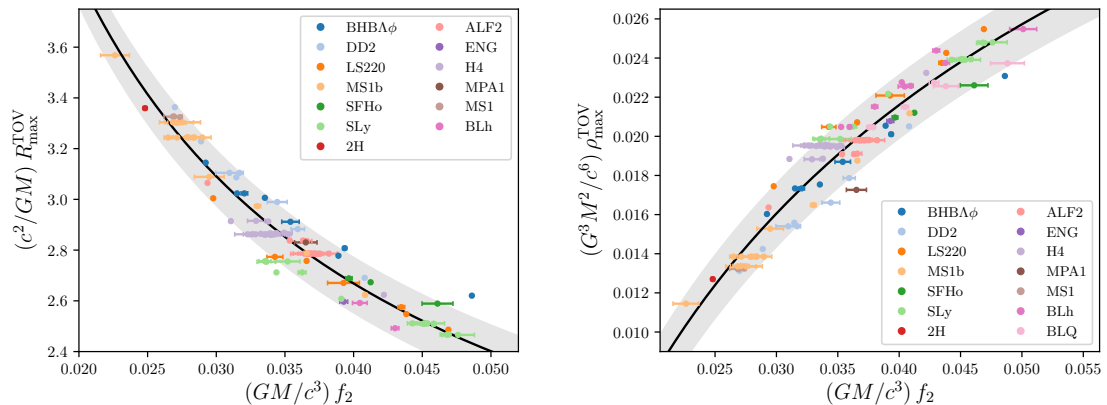 3.6
3.4
3.2
3.0
2.8
2.6
2.4
(c²/GM) R_max^TOV
BHBΛϕ
DD2
LS220
MS1b
SFHo
SLy
2H
ALF2
ENG
H4
MPA1
MS1
BLh
0.020 0.025 0.030 0.035 0.040 0.045 0.050
(GM/c³) f₂
0.026
0.024
0.022
0.020
0.018
0.016
0.014
0.012
0.010
(G³M²/c⁶) ρ_max^TOV
BHBΛϕ
DD2
LS220
MS1b
SFHo
SLy
2H
ALF2
ENG
H4
MPA1
MS1
BLh
BLQ
0.025 0.030 0.035 0.040 0.045 0.050 0.055
(GM/c³) f₂